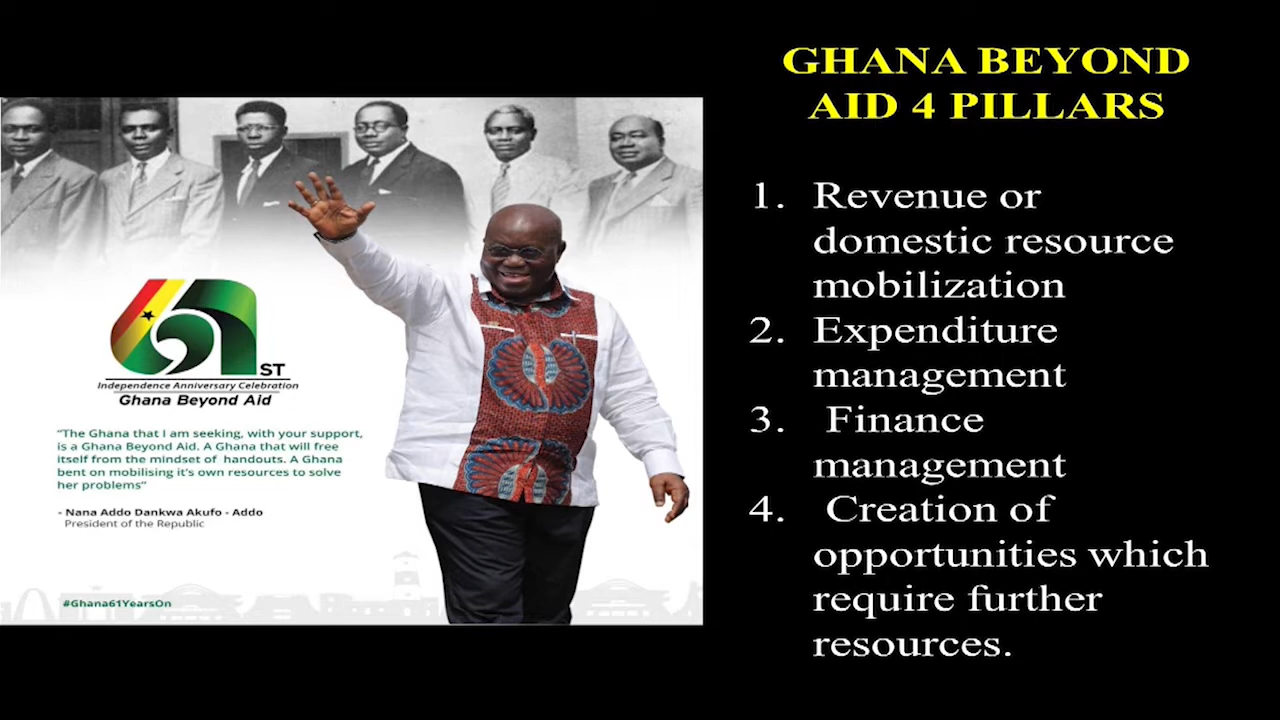 GHANA BEYOND
AID 4 PILLARS
61ST
Independence Anniversary Celebration
Ghana Beyond Aid
“The Ghana that I am seeking, with your support,
is a Ghana Beyond Aid. A Ghana that will free
itself from the mindset of handouts. A Ghana
bent on mobilising it's own resources to solve
her problems”
- Nana Addo Dankwa Akufo - Addo
President of the Republic
#Ghana61YearsOn
1. Revenue or
domestic resource
mobilization
2. Expenditure
management
3. Finance
management
4. Creation of
opportunities which
require further
resources.